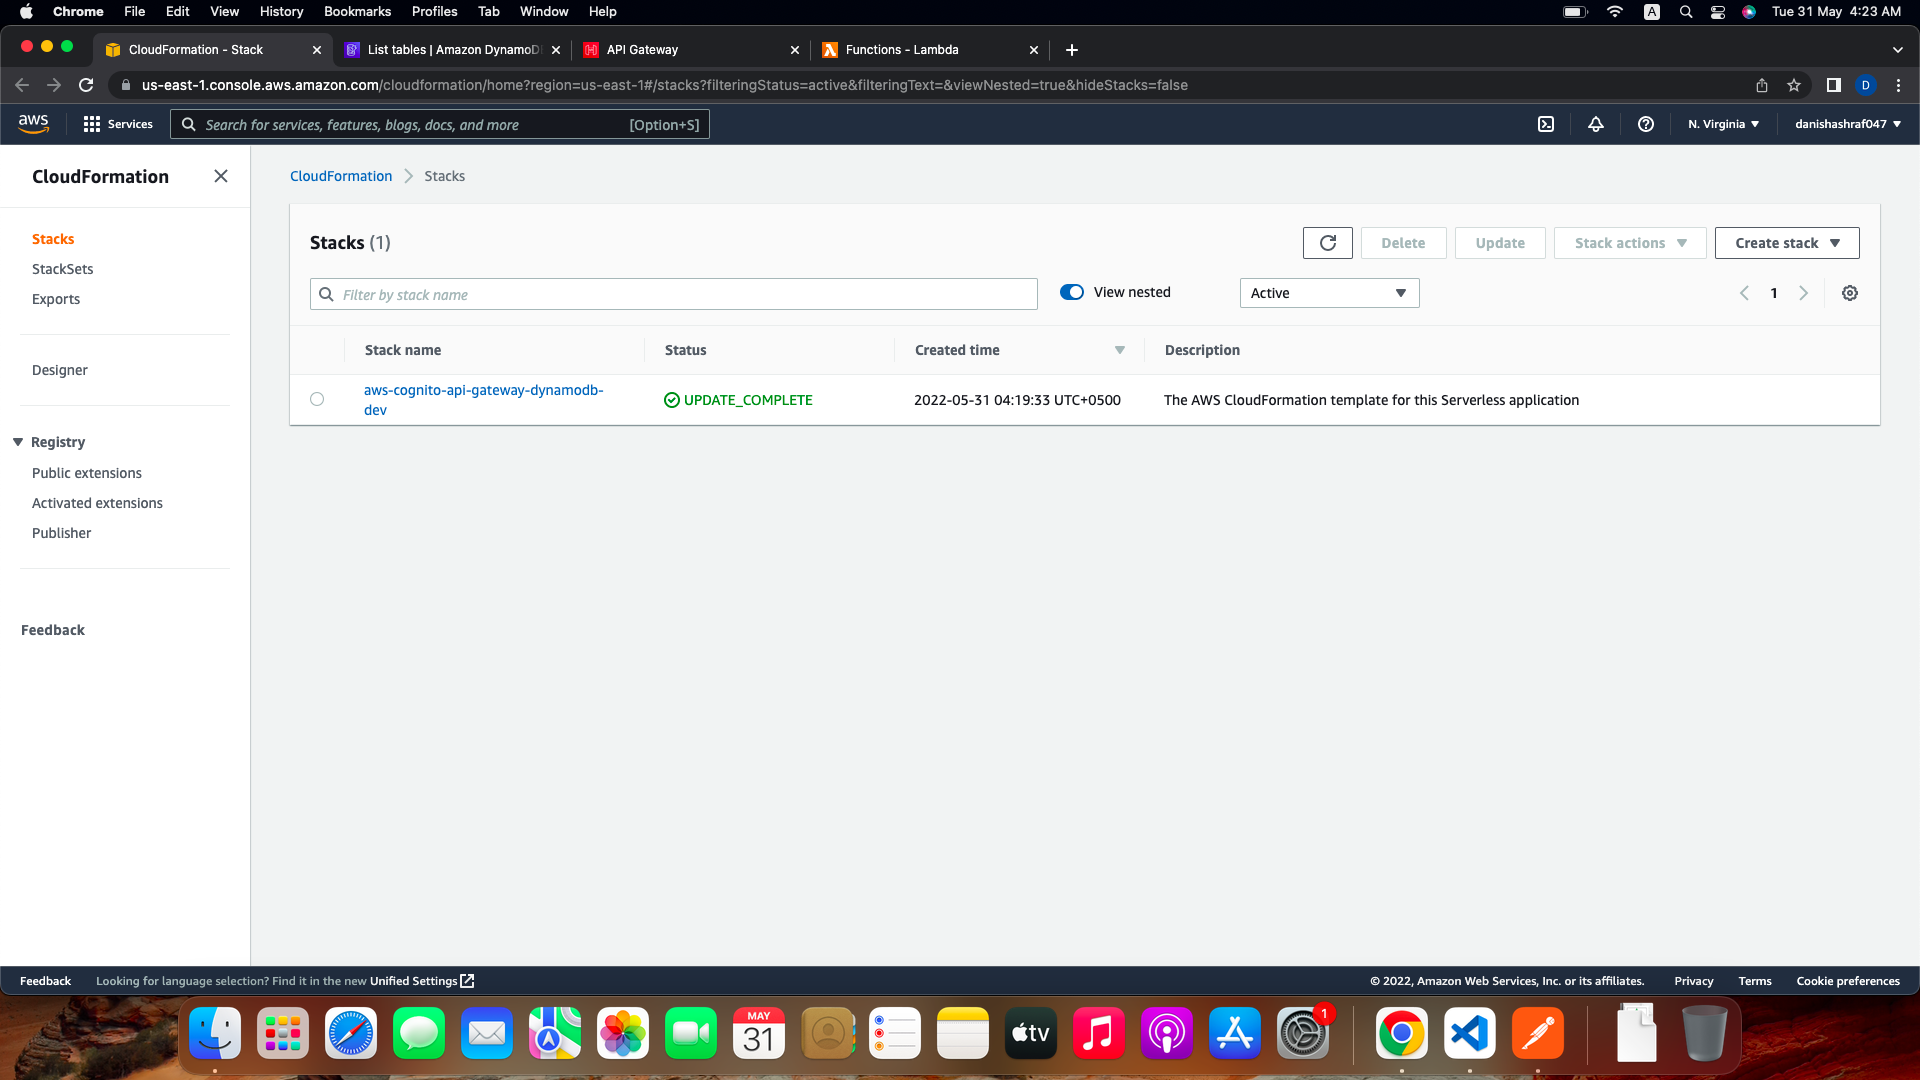 Chrome File Edit View History Bookmarks Profiles Tab Window Help A Tue 31 May 4:23 AM
CloudFormation - Stack List tables | Amazon DynamoD API Gateway Functions - Lambda
us-east-1.console.aws.amazon.com/cloudformation/home?region=us-east-1#/stacks?filteringStatus=active&filteringText=&viewNested=true&hideStacks=false D
aws Services Search for services, features, blogs, docs, and more [Option+S] N. Virginia danishashraf047
CloudFormation
Stacks
StackSets
Exports
Designer
Registry
Public extensions
Activated extensions
Publisher
Feedback
CloudFormation Stacks
Stacks (1) Delete Update Stack actions Create stack
Filter by stack name View nested Active 1
Stack name Status Created time Description
aws-cognito-api-gateway-dynamodb-
dev
UPDATE_COMPLETE 2022-05-31 04:19:33 UTC+0500 The AWS CloudFormation template for this Serverless application
Feedback Looking for language selection? Find it in the new Unified Settings © 2022, Amazon Web Services, Inc. or its affiliates. Privacy Terms Cookie preferences
MAY
31
tv
1